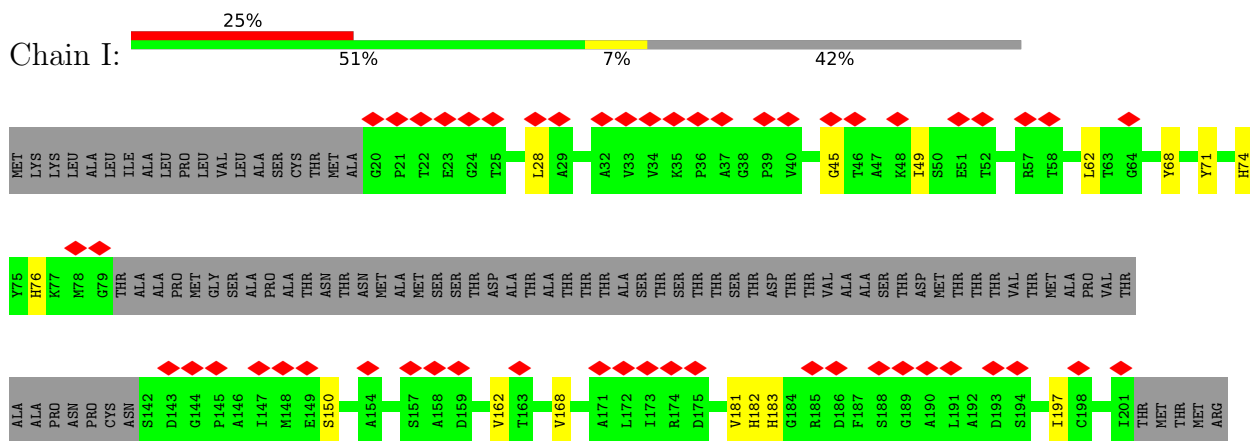 25%
Chain I:
51% 7% 42%
MET LYS LYS LEU ALA LEU ILE ALA LEU PRO LEU VAL LEU ALA SER CYS THR MET ALA G20 P21 T22 E23 G24 T25 L28 A29 A32 V33 V34 K35 P36 A37 G38 P39 V40 G45 T46 A47 K48 I49 S50 E51 T52 R57 T58 L62 T63 G64 Y68 Y71 H74
Y75 H76 K77 M78 G79 THR ALA ALA PRO MET GLY SER ALA PRO ALA THR ASN THR ASN MET ALA MET SER SER THR ASP ALA THR ALA THR THR THR ALA SER THR SER THR THR SER THR ASP THR THR VAL ALA ALA SER THR ASP MET THR THR THR VAL THR MET ALA PRO VAL THR
ALA ALA PRO ASN PRO CYS ASN S142 D143 G144 P145 A146 I147 M148 E149 S150 A154 S157 A158 D159 V162 T163 V168 A171 L172 I173 R174 D175 V181 H182 H183 G184 R185 D186 F187 S188 G189 A190 L191 A192 D193 S194 I197 C198 I201 THR MET THR MET ARG